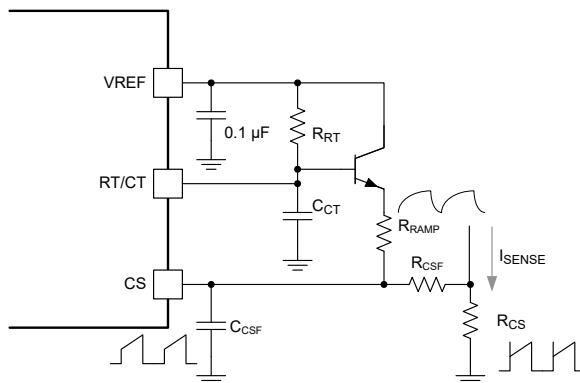 VREF
0.1 µF
RRT
RT/CT
CCT
RRAMP
ISENSE
RCSF
CS
CCSF
RCS